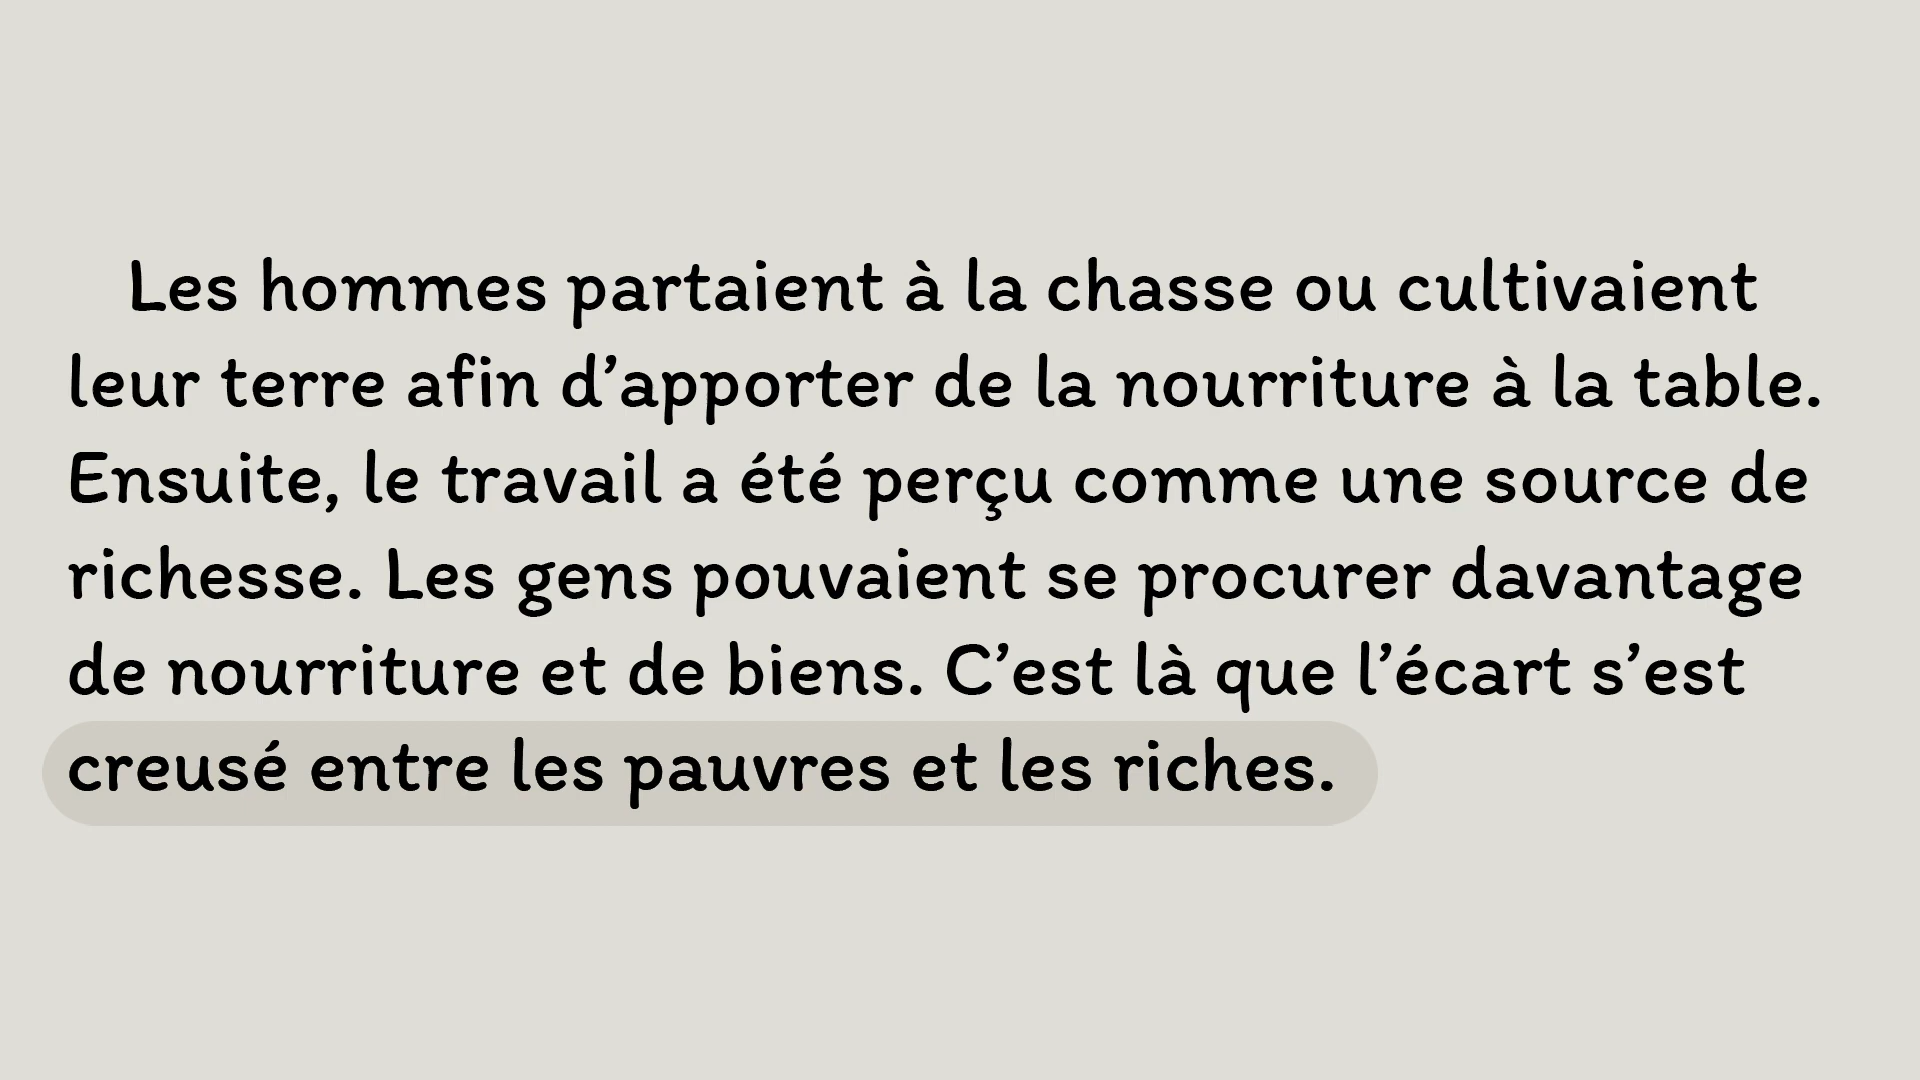 Les hommes partaient à la chasse ou cultivaient
leur terre afin d’apporter de la nourriture à la table.
Ensuite, le travail a été perçu comme une source de
richesse. Les gens pouvaient se procurer davantage
de nourriture et de biens. C’est là que l’écart s’est
creusé entre les pauvres et les riches.